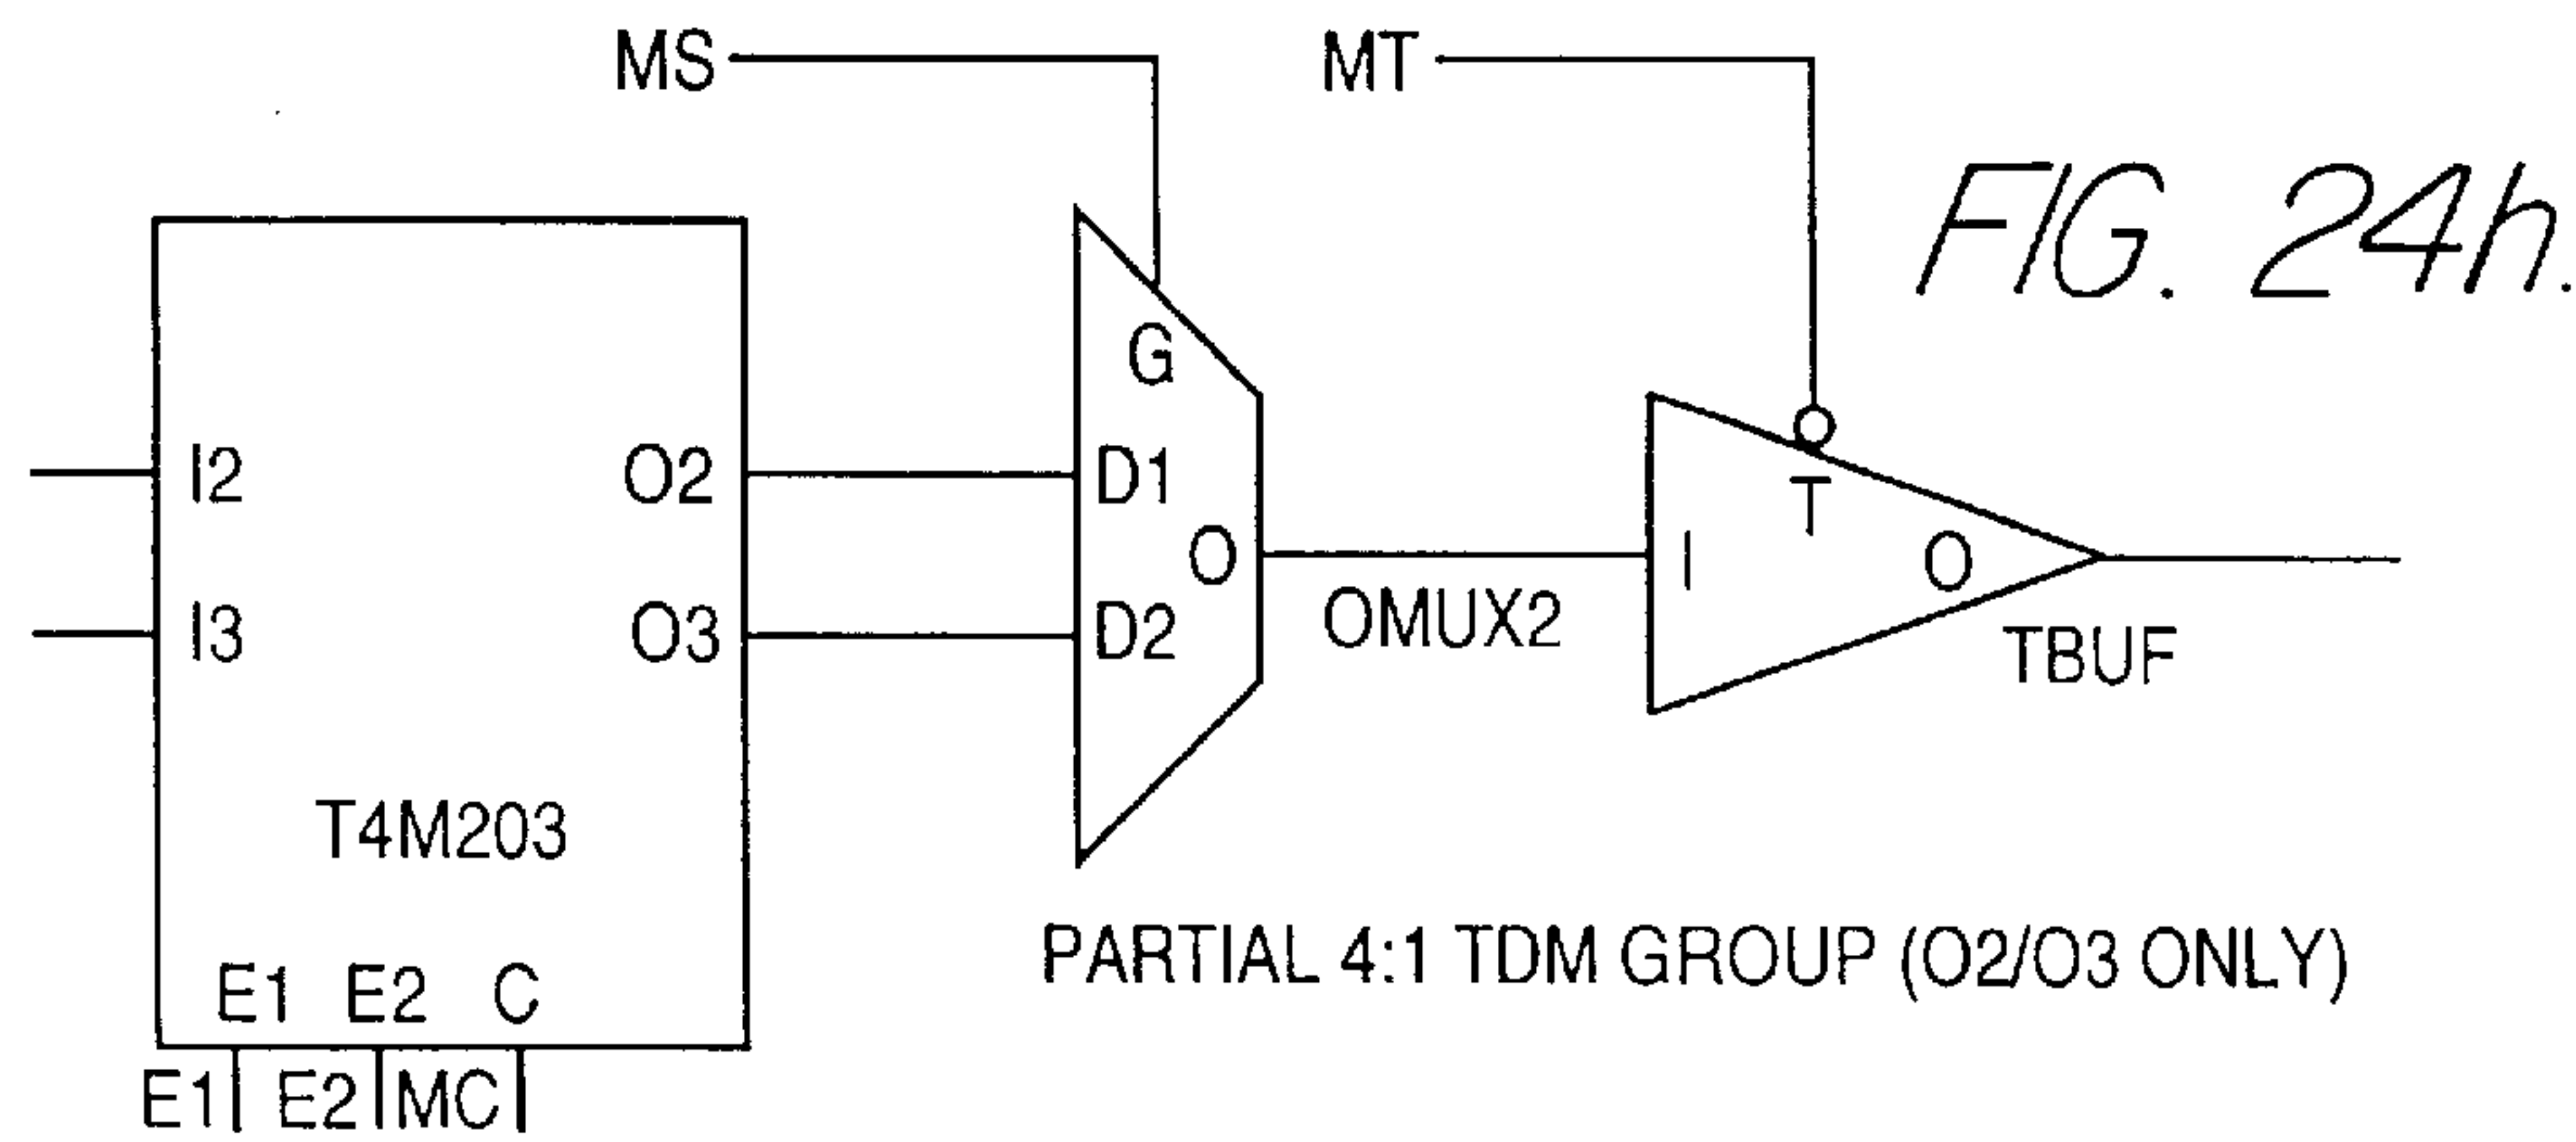 MS
MT
FIG. 24h.
G
I2
O2
D1
T
O
I
O
I3
O3
D2
OMUX2
TBUF
T4M203
PARTIAL 4:1 TDM GROUP (O2/O3 ONLY)
E1 E2 C
E1 E2 MC